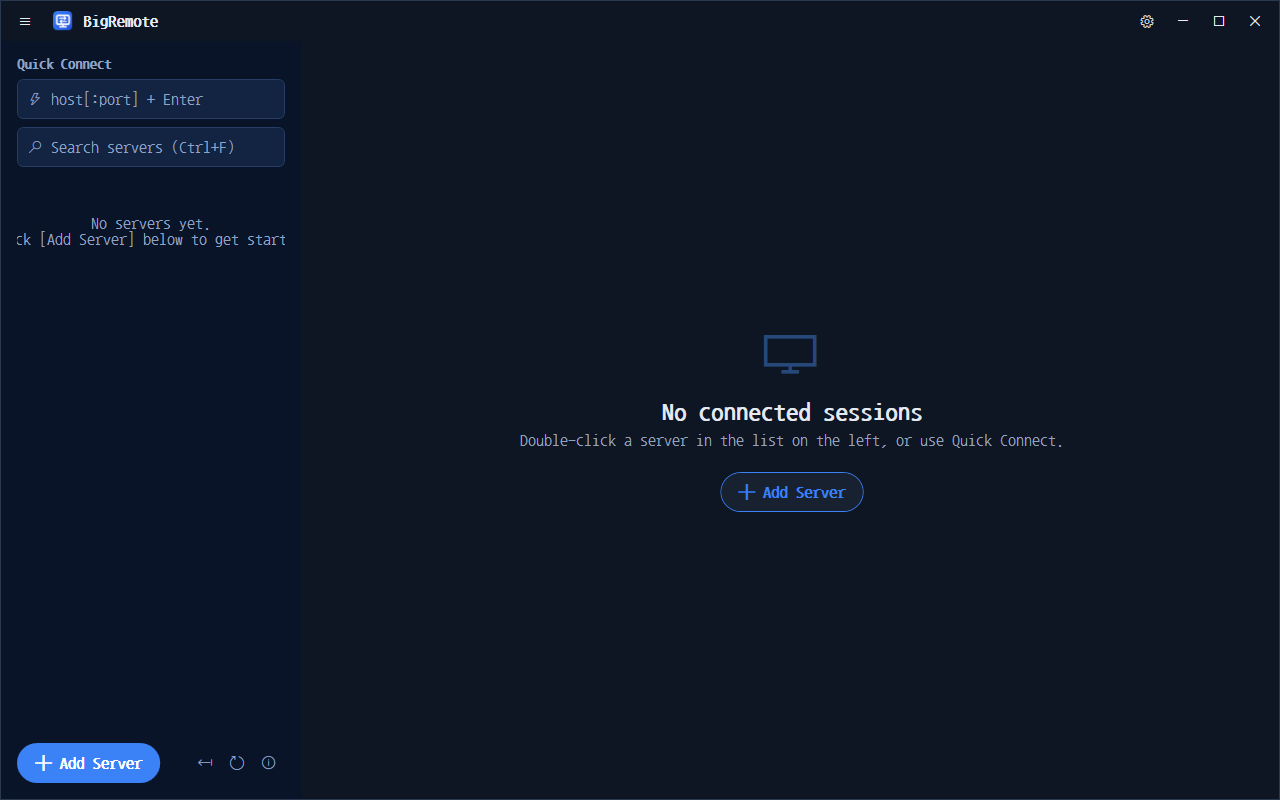 BigRemote
Quick Connect
host[:port] + Enter
Search servers (Ctrl+F)
No servers yet.
ck [Add Server] below to get start
No connected sessions
Double-click a server in the list on the left, or use Quick Connect.
Add Server
Add Server